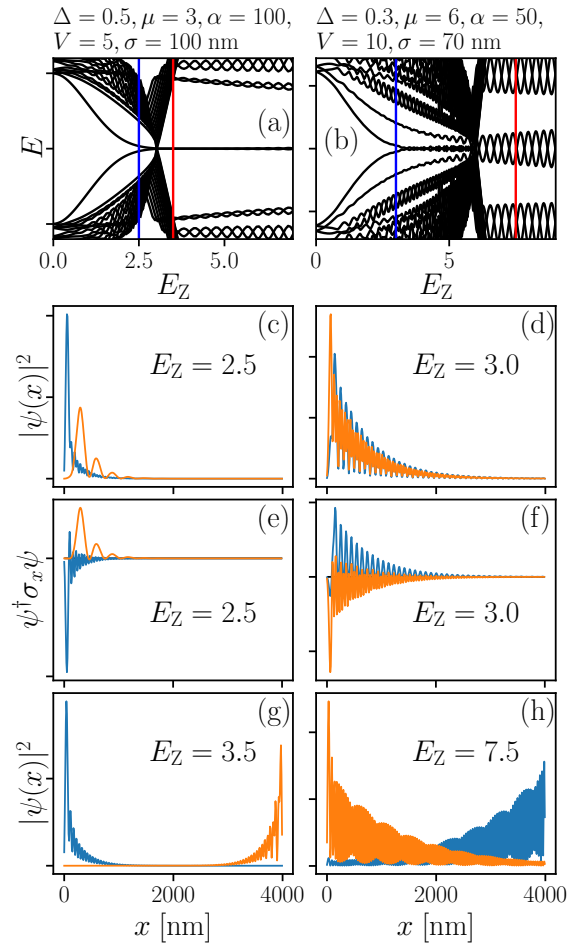 Δ = 0.5, μ = 3, α = 100,
V = 5, σ = 100 nm
Δ = 0.3, μ = 6, α = 50,
V = 10, σ = 70 nm
E
(a)
(b)
0.0 2.5 5.0
0 5
E_Z
E_Z
|ψ(x)|²
(c)
E_Z = 2.5
(d)
E_Z = 3.0
ψ†σₓψ
(e)
E_Z = 2.5
(f)
E_Z = 3.0
|ψ(x)|²
(g)
E_Z = 3.5
(h)
E_Z = 7.5
0 2000 4000
0 2000 4000
x [nm]
x [nm]